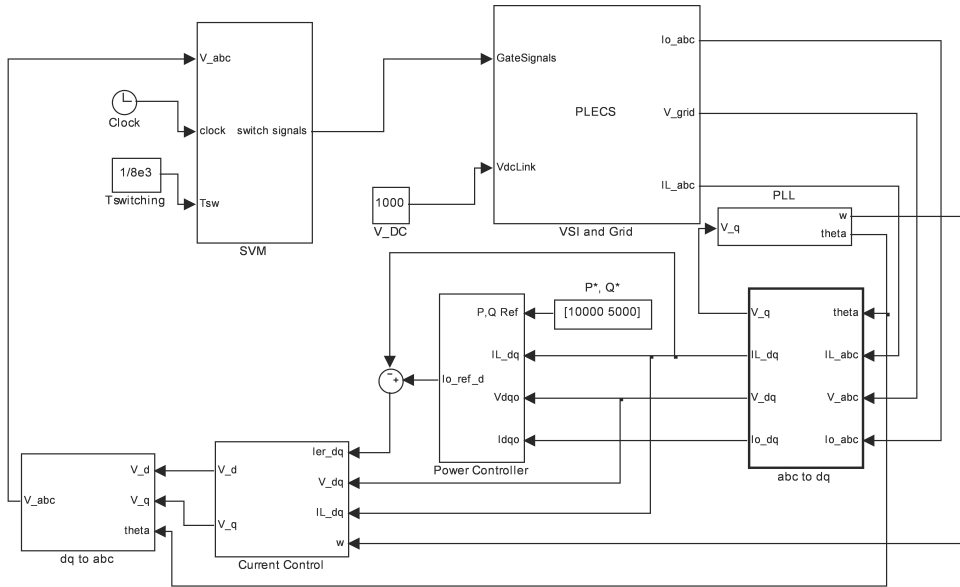 V_abc
clock
Tsw
switch signals
SVM
Clock
1/8e3
Tswitching
GateSignals
VdcLink
PLECS
Io_abc
V_grid
IL_abc
VSI and Grid
1000
V_DC
PLL
V_q
w
theta
P*, Q*
[10000 5000]
P,Q Ref
IL_dq
Vdqo
Idqo
Io_ref_d
Power Controller
V_q
IL_dq
V_dq
Io_dq
theta
IL_abc
V_abc
Io_abc
abc to dq
-
+
Ier_dq
V_dq
IL_dq
w
V_d
V_q
Current Control
V_d
V_q
theta
V_abc
dq to abc